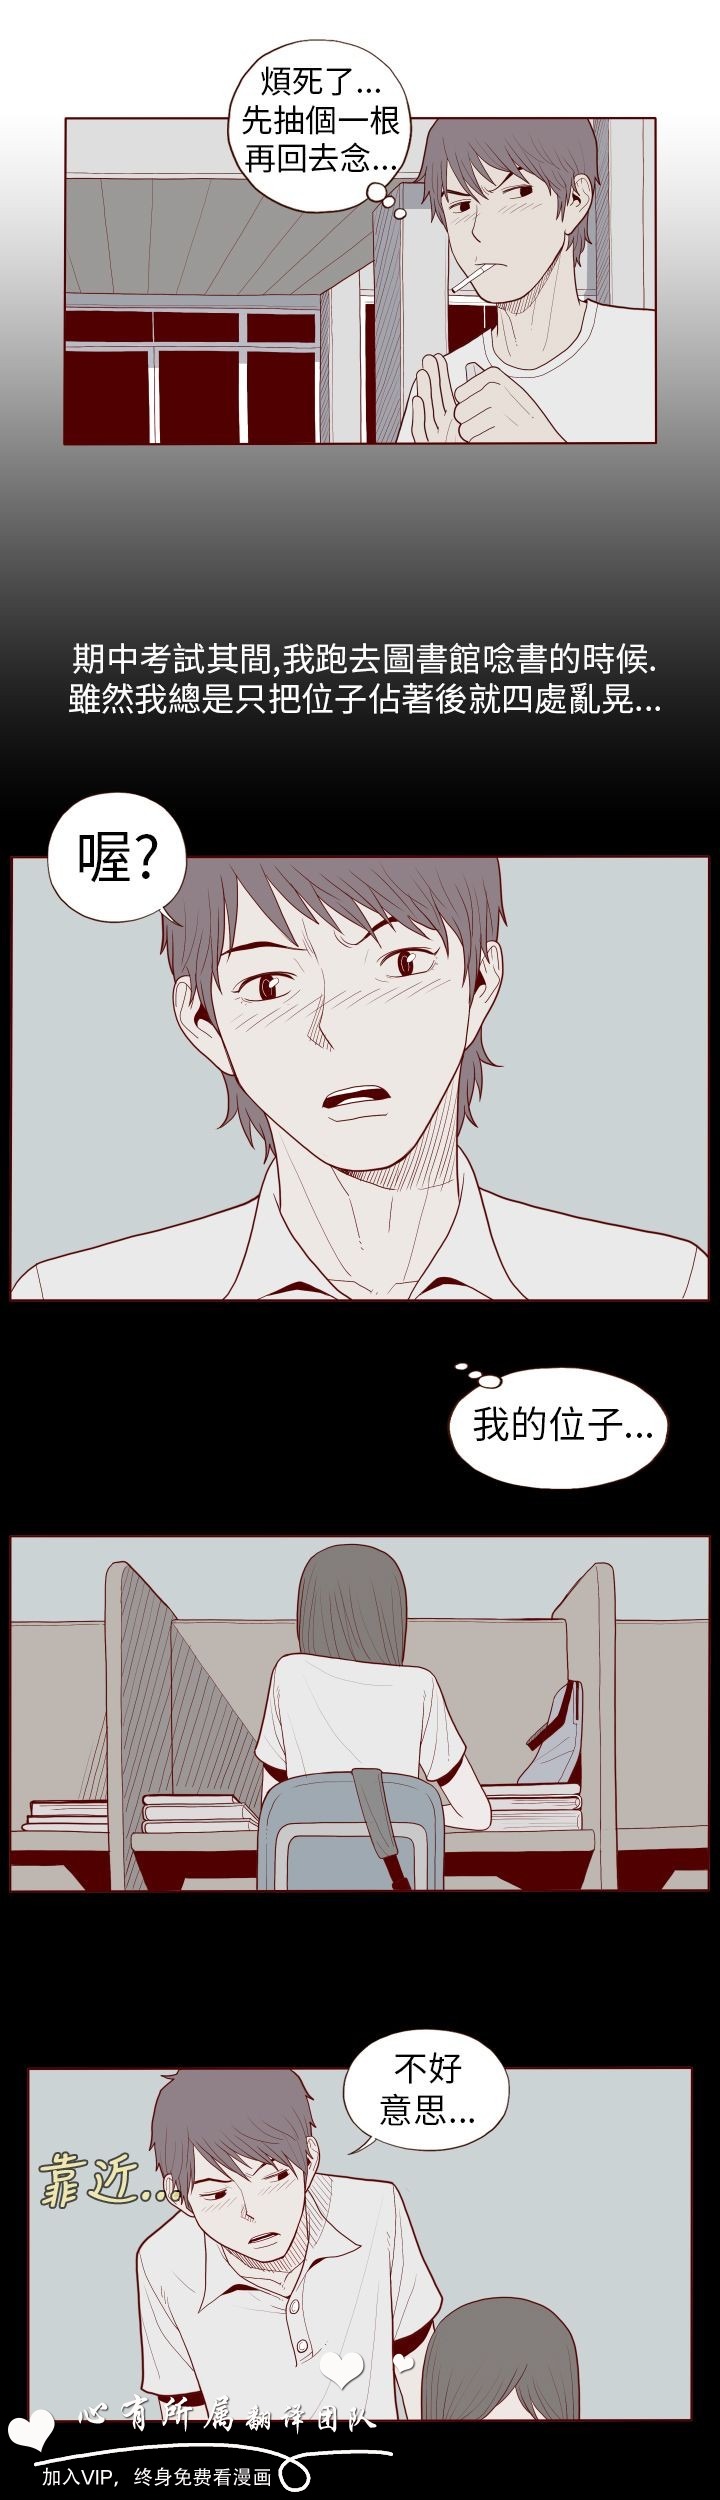 煩死了...
先抽個一根
再回去念...
期中考試其間,我跑去圖書館唸書的時候.
雖然我總是只把位子佔著後就四處亂晃...
喔?
我的位子...
不好
意思...
靠近...
心有所属翻译团队
加入VIP，终身免费看漫画